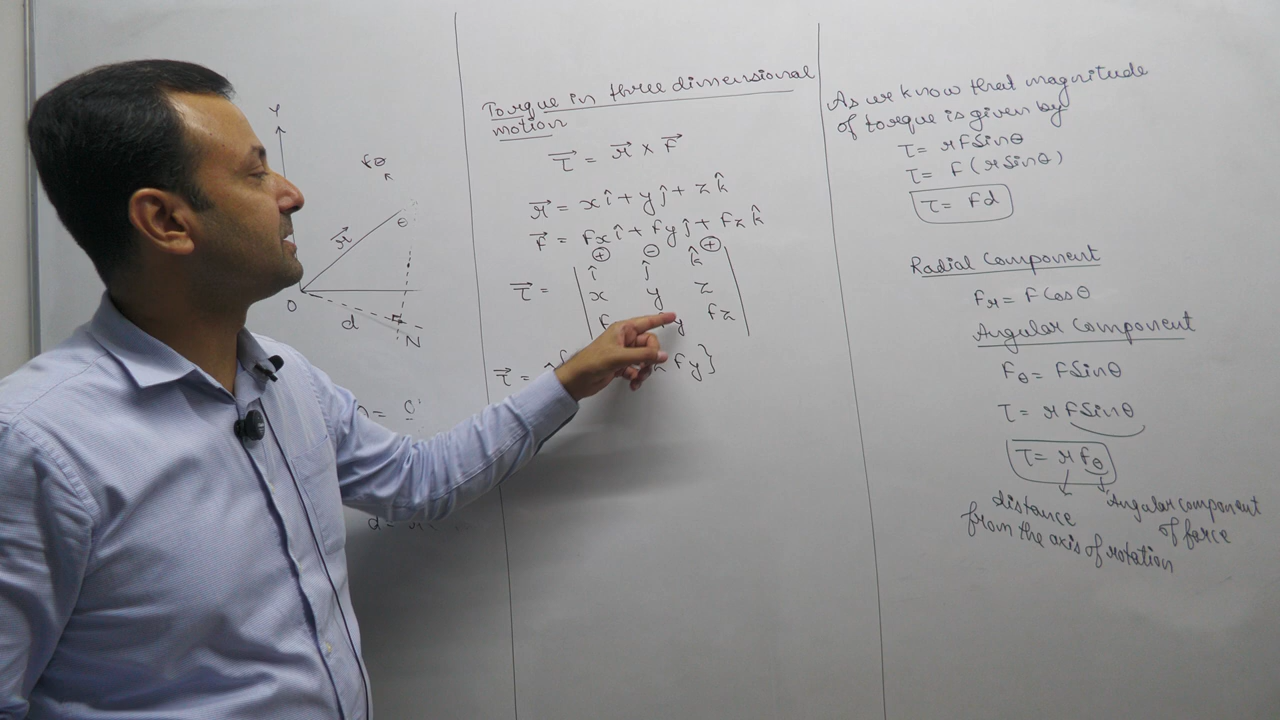 Y
Fθ
θ
r⃗
O
d
N
Torque in three dimensional
motion
τ⃗ = r⃗ × F⃗
r⃗ = xî + yĵ + zk̂
F⃗ = Fxî + Fyĵ + Fzk̂
⊕ ⊖ ⊕
τ⃗ = | î ĵ k̂ |
x y z
Fz
τ⃗ =
Fy}
As we know that magnitude
of torque is given by
τ = rFSinθ
τ = F(rSinθ)
τ = Fd
Radial Component
Fr = FCosθ
Angular Component
Fθ = FSinθ
τ = rFSinθ
τ = rFθ
distance
from the axis of rotation
Angular component
of force